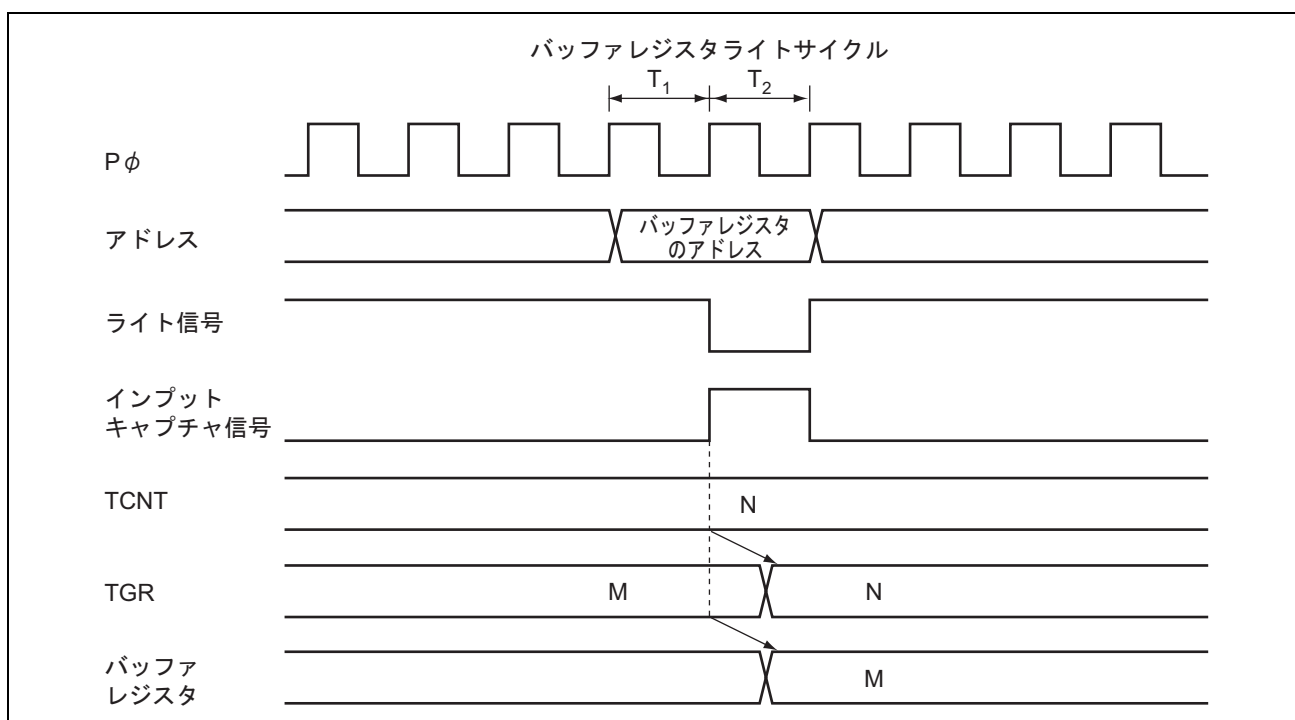 バッファレジスタライトサイクル
T1 T2
Pφ
アドレス
バッファレジスタ
のアドレス
ライト信号
インプット
キャプチャ信号
TCNT
N
TGR
M N
バッファ
レジスタ
M